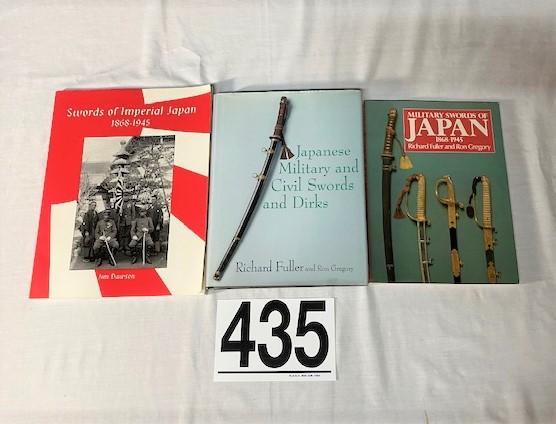 Swords of Imperial Japan
1868-1945
Jim Dawson
Japanese
Military and
Civil Swords
and Dirks
Richard Fuller and Ron Gregory
MILITARY SWORDS OF
JAPAN
1868-1945
Richard Fuller and Ron Gregory
435